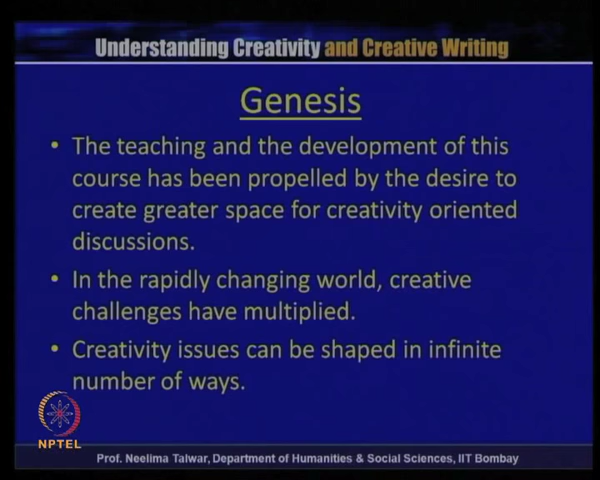 Understanding Creativity and Creative Writing
Genesis
• The teaching and the development of this
course has been propelled by the desire to
create greater space for creativity oriented
discussions.
• In the rapidly changing world, creative
challenges have multiplied.
• Creativity issues can be shaped in infinite
number of ways.
NPTEL
Prof. Neelima Talwar, Department of Humanities & Social Sciences, IIT Bombay